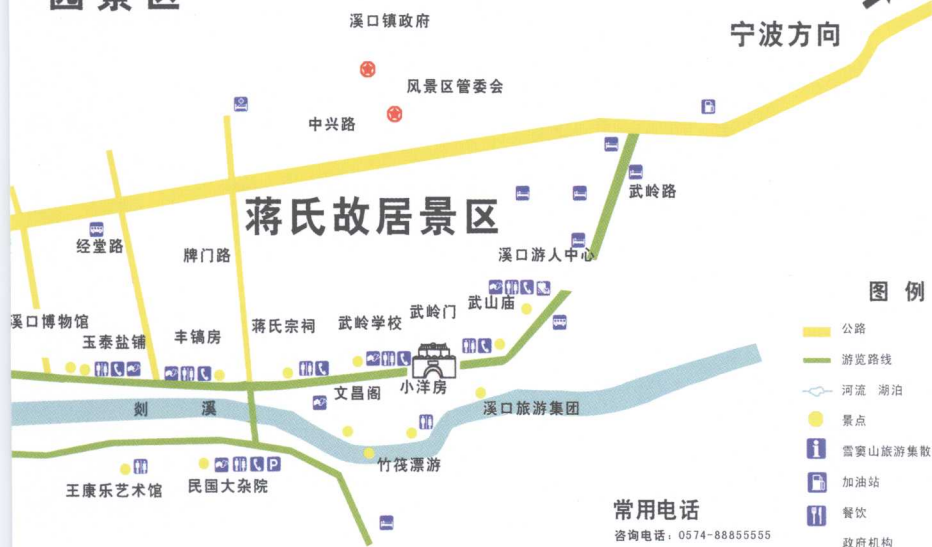 园景区
溪口镇政府
宁波方向
风景区管委会
中兴路
武岭路
蒋氏故居景区
经堂路
牌门路
溪口游人中心
图 例
武山庙
武岭门
溪口博物馆
蒋氏宗祠
武岭学校
公路
丰镐房
玉泰盐铺
游览路线
小洋房
文昌阁
河流 湖泊
剡 溪
溪口旅游集团
景点
雪窦山旅游集散
竹筏漂游
王康乐艺术馆
民国大杂院
P
加油站
常用电话
餐饮
咨询电话：0574-88855555
政府机构